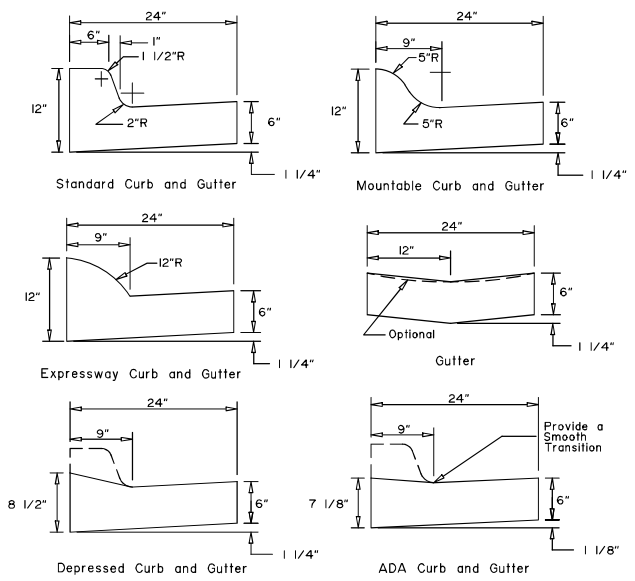 24"
6"
1"
1 1/2"R
12"
2"R
6"
1 1/4"
Standard Curb and Gutter
24"
9"
5"R
12"
5"R
6"
1 1/4"
Mountable Curb and Gutter
24"
9"
12"R
12"
6"
1 1/4"
Expressway Curb and Gutter
24"
12"
6"
Optional
1 1/4"
Gutter
24"
9"
8 1/2"
6"
1 1/4"
Depressed Curb and Gutter
24"
9"
Provide a
Smooth
Transition
7 1/8"
6"
1 1/8"
ADA Curb and Gutter